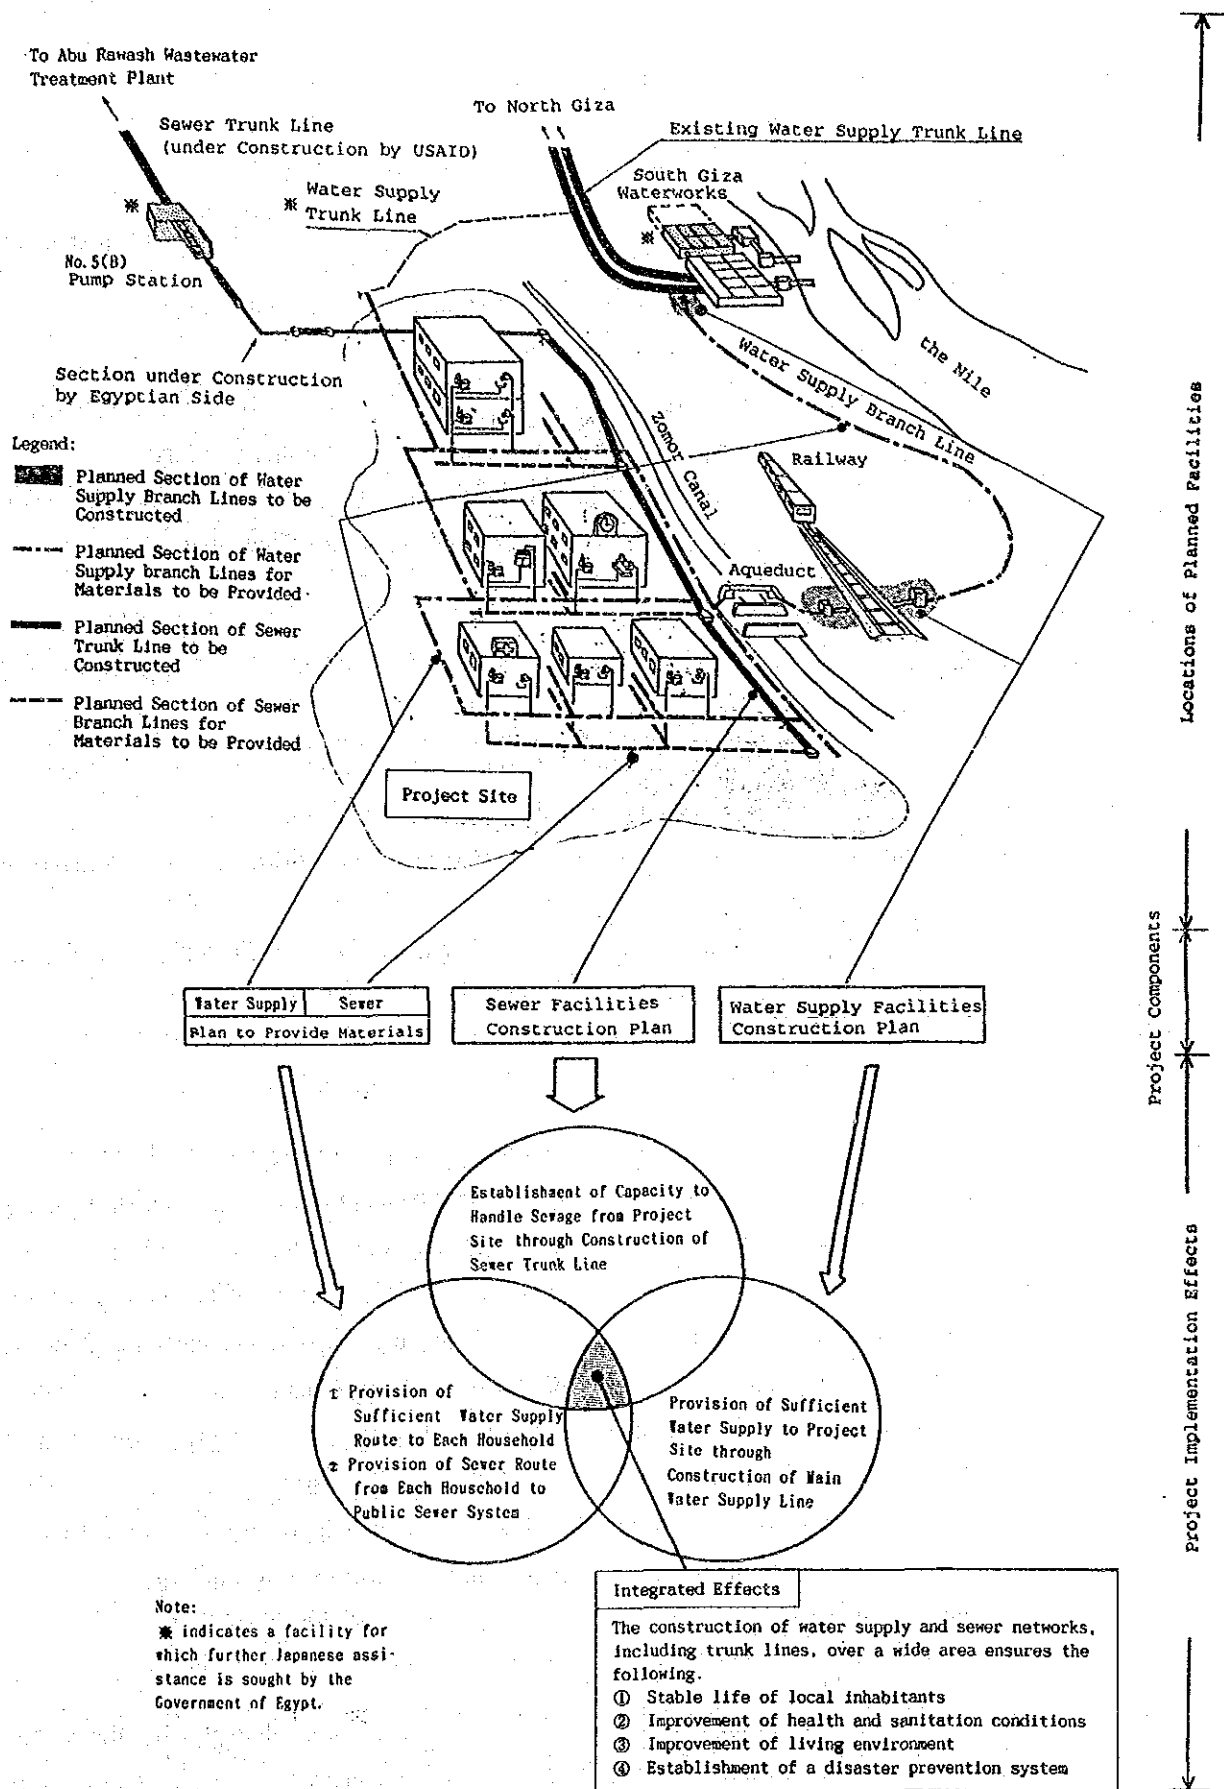 To Abu Rawash Wastewater
Treatment Plant
To North Giza
Sewer Trunk Line
(under Construction by USAID)
Existing Water Supply Trunk Line
South Giza
Waterworks
※
※ Water Supply
Trunk Line
※
No.5(B)
Pump Station
the Nile
Water Supply Branch Line
Section under Construction
by Egyptian Side
Zomor Canal
Railway
Aqueduct
Legend:
Planned Section of Water
Supply Branch Lines to be
Constructed
Planned Section of Water
Supply branch Lines for
Materials to be Provided
Planned Section of Sewer
Trunk Line to be
Constructed
Planned Section of Sewer
Branch Lines for
Materials to be Provided
Project Site
Locations of Planned Facilities
Water Supply Sewer
Plan to Provide Materials
Sewer Facilities
Construction Plan
Water Supply Facilities
Construction Plan
Project Components
Establishment of Capacity to
Handle Sewage from Project
Site through Construction of
Sewer Trunk Line
Provision of
Sufficient Water Supply
Route to Each Household
Provision of Sewer Route
from Each Household to
Public Sewer System
Provision of Sufficient
Water Supply to Project
Site through
Construction of Main
Water Supply Line
Project Implementation Effects
Note:
※ indicates a facility for
which further Japanese assi-
stance is sought by the
Government of Egypt.
Integrated Effects
The construction of water supply and sewer networks,
including trunk lines, over a wide area ensures the
following.
① Stable life of local inhabitants
② Improvement of health and sanitation conditions
③ Improvement of living environment
④ Establishment of a disaster prevention system